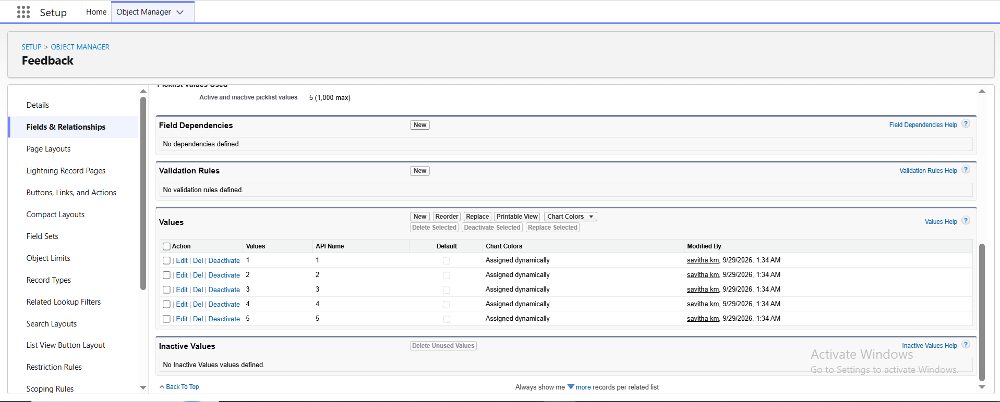 Setup Home Object Manager
SETUP > OBJECT MANAGER
Feedback
Details
Fields & Relationships
Page Layouts
Lightning Record Pages
Buttons, Links, and Actions
Compact Layouts
Field Sets
Object Limits
Record Types
Related Lookup Filters
Search Layouts
List View Button Layout
Restriction Rules
Scoping Rules
Picklist Values Used
Active and inactive picklist values 5 (1,000 max)
Field Dependencies New Field Dependencies Help ?
No dependencies defined.
Validation Rules New Validation Rules Help ?
No validation rules defined.
Values New Reorder Replace Printable View Chart Colors Values Help ?
Delete Selected Deactivate Selected Replace Selected
Action Values API Name Default Chart Colors Modified By
| Edit | Del | Deactivate 1 1 Assigned dynamically savitha km, 9/29/2026, 1:34 AM
| Edit | Del | Deactivate 2 2 Assigned dynamically savitha km, 9/29/2026, 1:34 AM
| Edit | Del | Deactivate 3 3 Assigned dynamically savitha km, 9/29/2026, 1:34 AM
| Edit | Del | Deactivate 4 4 Assigned dynamically savitha km, 9/29/2026, 1:34 AM
| Edit | Del | Deactivate 5 5 Assigned dynamically savitha km, 9/29/2026, 1:34 AM
Inactive Values Delete Unused Values Inactive Values Help ?
No Inactive Values values defined.
Back To Top Always show me more records per related list
Activate Windows
Go to Settings to activate Windows.